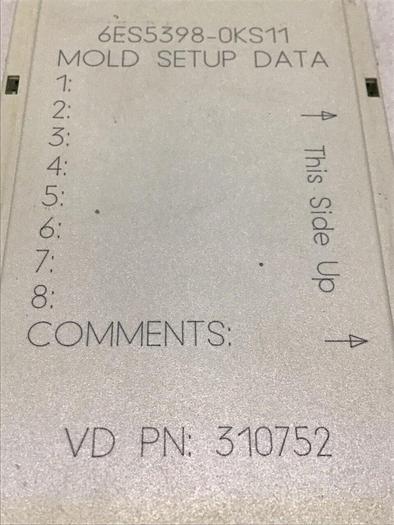 6ES5398-0KS11
MOLD SETUP DATA
1:
2:
3:
4:
5:
6:
7:
8:
This Side Up
COMMENTS:
VD PN: 310752